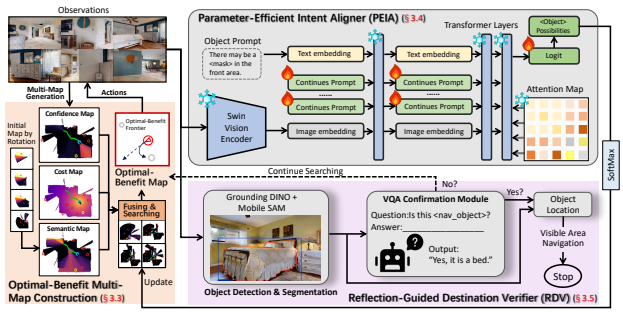 Observations
Multi-Map
Generation
Actions
Parameter-Efficient Intent Aligner (PEIA) (§ 3.4)
Object Prompt
There may be a
<mask> in the
front area.
Swin
Vision
Encoder
Text embedding
Continues Prompt
......
Continues Prompt
Image embedding
Text embedding
Continues Prompt
......
Continues Prompt
Image embedding
Transformer Layers
<Object>
Possibilities
Logit
Attention Map
SoftMax
Initial
Map by
Rotation
Confidence Map
Cost Map
Semantic Map
Optimal-Benefit
Frontier
Optimal-
Benefit Map
Fusing &
Searching
Update
Optimal-Benefit Multi-
Map Construction (§ 3.3)
Continue Searching
No?
Yes?
Grounding DINO +
Mobile SAM
Object Detection & Segmentation
VQA Confirmation Module
Question:Is this <nav_object>?
Answer:
Output:
"Yes, it is a bed."
?
Object
Location
Visible Area
Navigation
Stop
Reflection-Guided Destination Verifier (RDV) (§ 3.5)